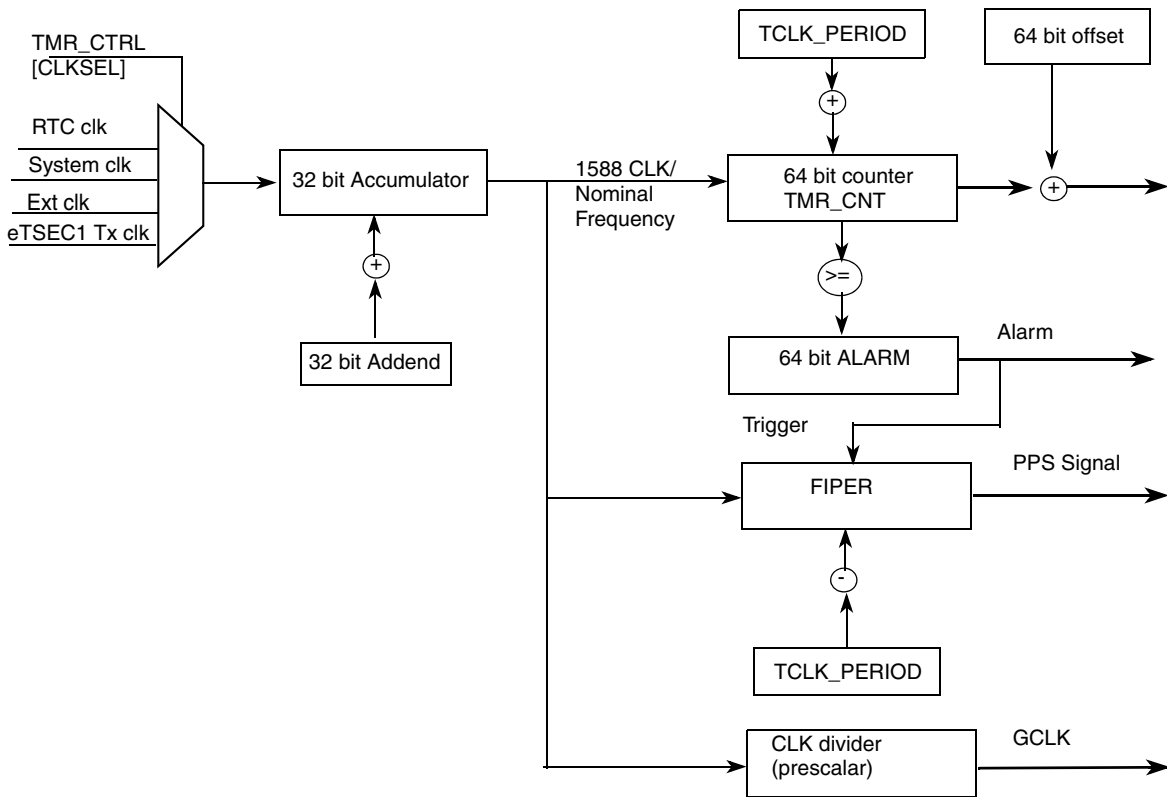 TMR_CTRL
[CLKSEL]
RTC clk
System clk
Ext clk
eTSEC1 Tx clk
32 bit Accumulator
+
32 bit Addend
1588 CLK/
Nominal
Frequency
TCLK_PERIOD
+
64 bit counter
TMR_CNT
64 bit offset
+
>=
64 bit ALARM
Alarm
Trigger
FIPER
PPS Signal
-
TCLK_PERIOD
CLK divider
(prescalar)
GCLK